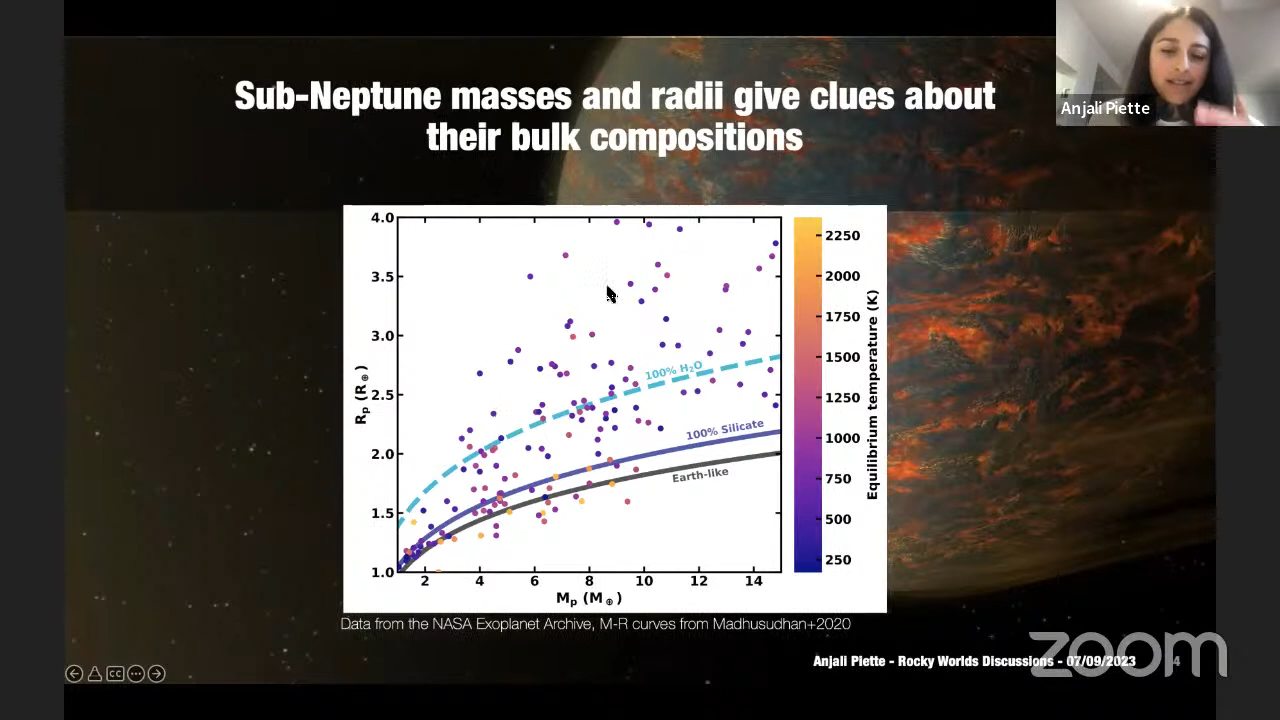 Sub-Neptune masses and radii give clues about
their bulk compositions
Anjali Piette
4.0
3.5
3.0
2.5
2.0
1.5
1.0
2
4
6
8
10
12
14
Rₚ (R⊕)
Mₚ (M⊕)
100% H₂O
100% Silicate
Earth-like
2250
2000
1750
1500
1250
1000
750
500
250
Equilibrium temperature (K)
Data from the NASA Exoplanet Archive, M-R curves from Madhusudhan+2020
Anjali Piette - Rocky Worlds Discussions - 07/09/2023
4
zoom
CC